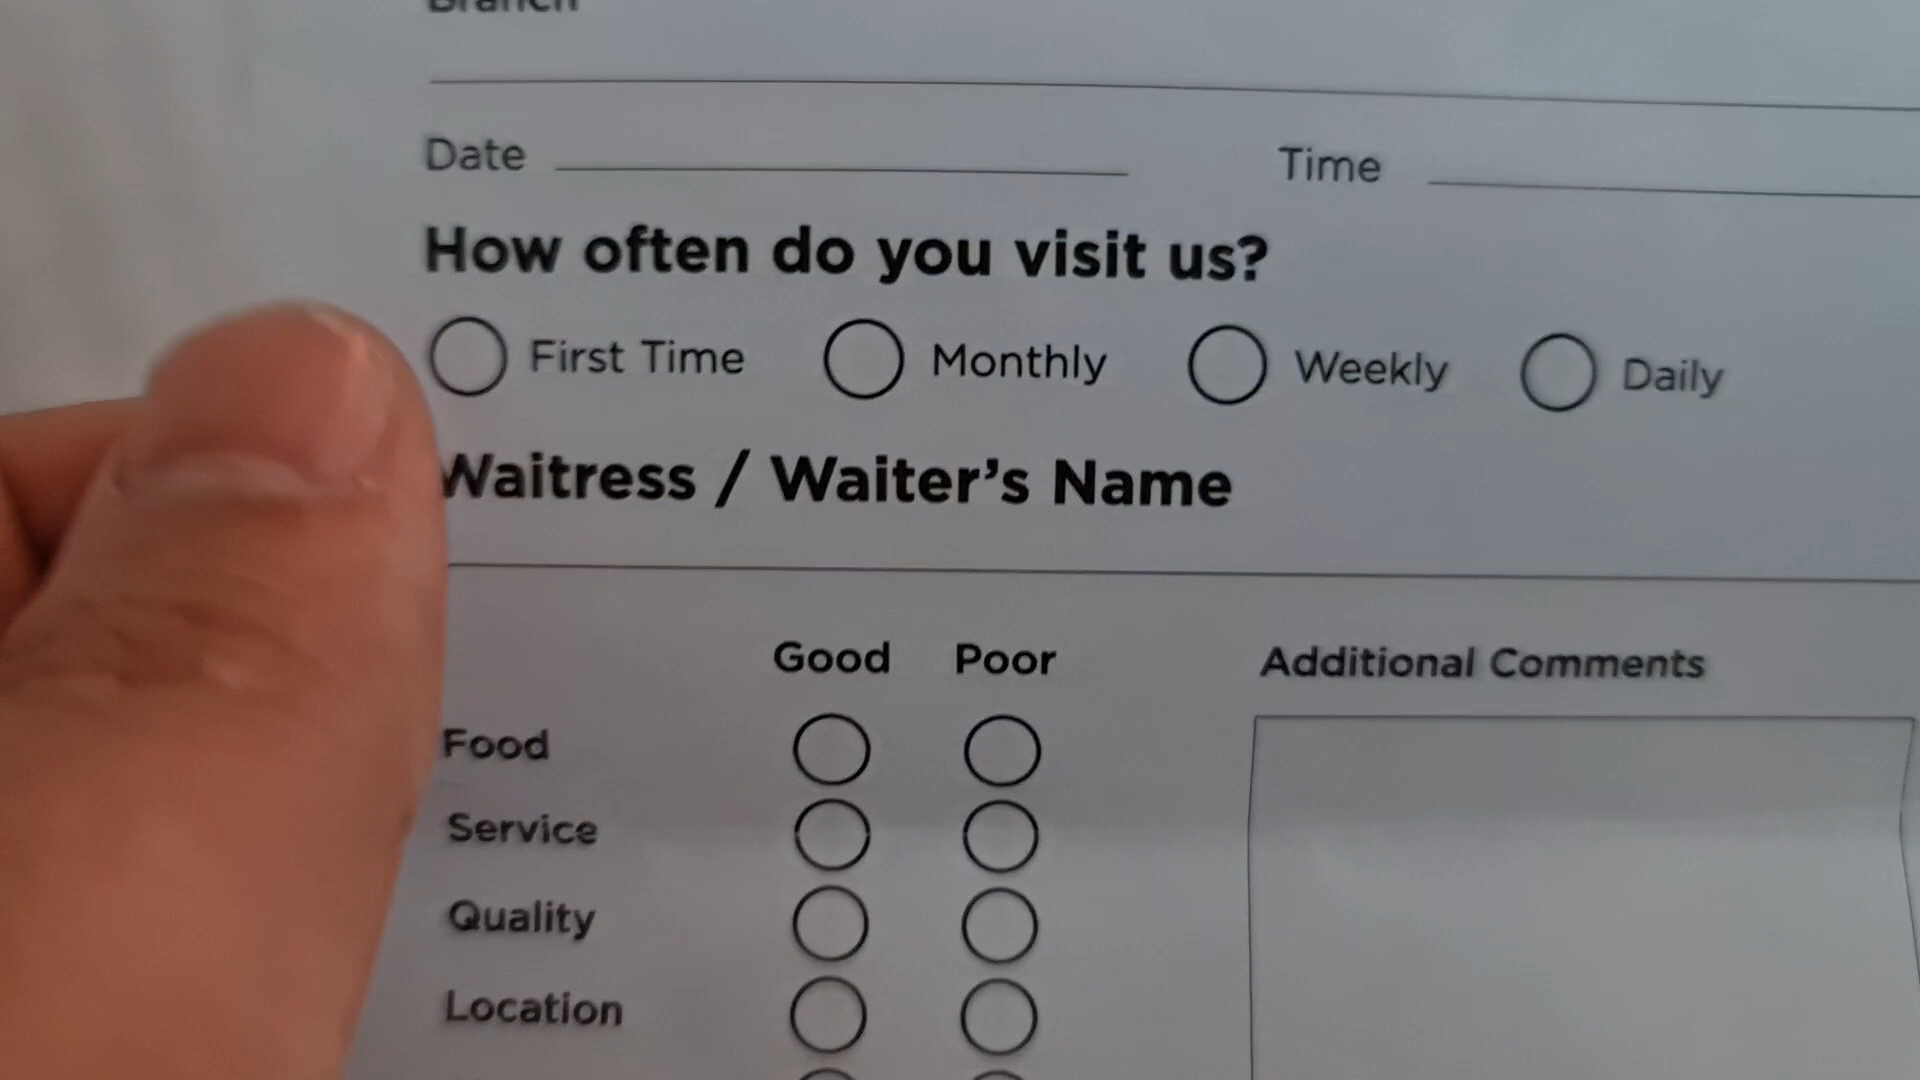 Branch
Date Time
How often do you visit us?
First Time Monthly Weekly Daily
Waitress / Waiter's Name
Good Poor Additional Comments
Food
Service
Quality
Location